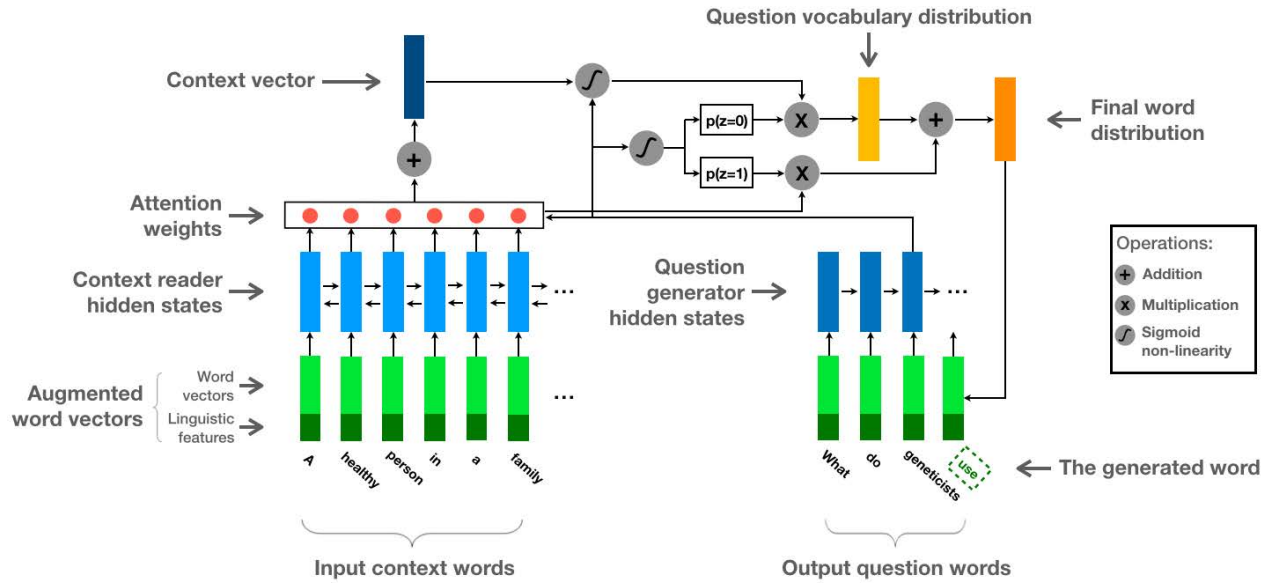 Question vocabulary distribution
Context vector
p(z=0)
Final word
distribution
p(z=1)
Attention
weights
Context reader
hidden states
...
Question
generator
hidden states
...
Operations:
+ Addition
x Multiplication
∫ Sigmoid
non-linearity
Augmented
word vectors
Word
vectors
Linguistic
features
...
A healthy person in a family
What do geneticists use
The generated word
Input context words
Output question words